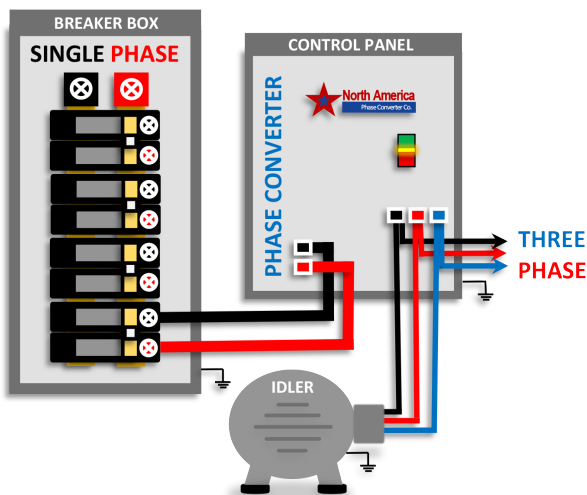 BREAKER BOX
SINGLE PHASE
CONTROL PANEL
PHASE CONVERTER
North America
Phase Converter Co.
THREE
PHASE
IDLER